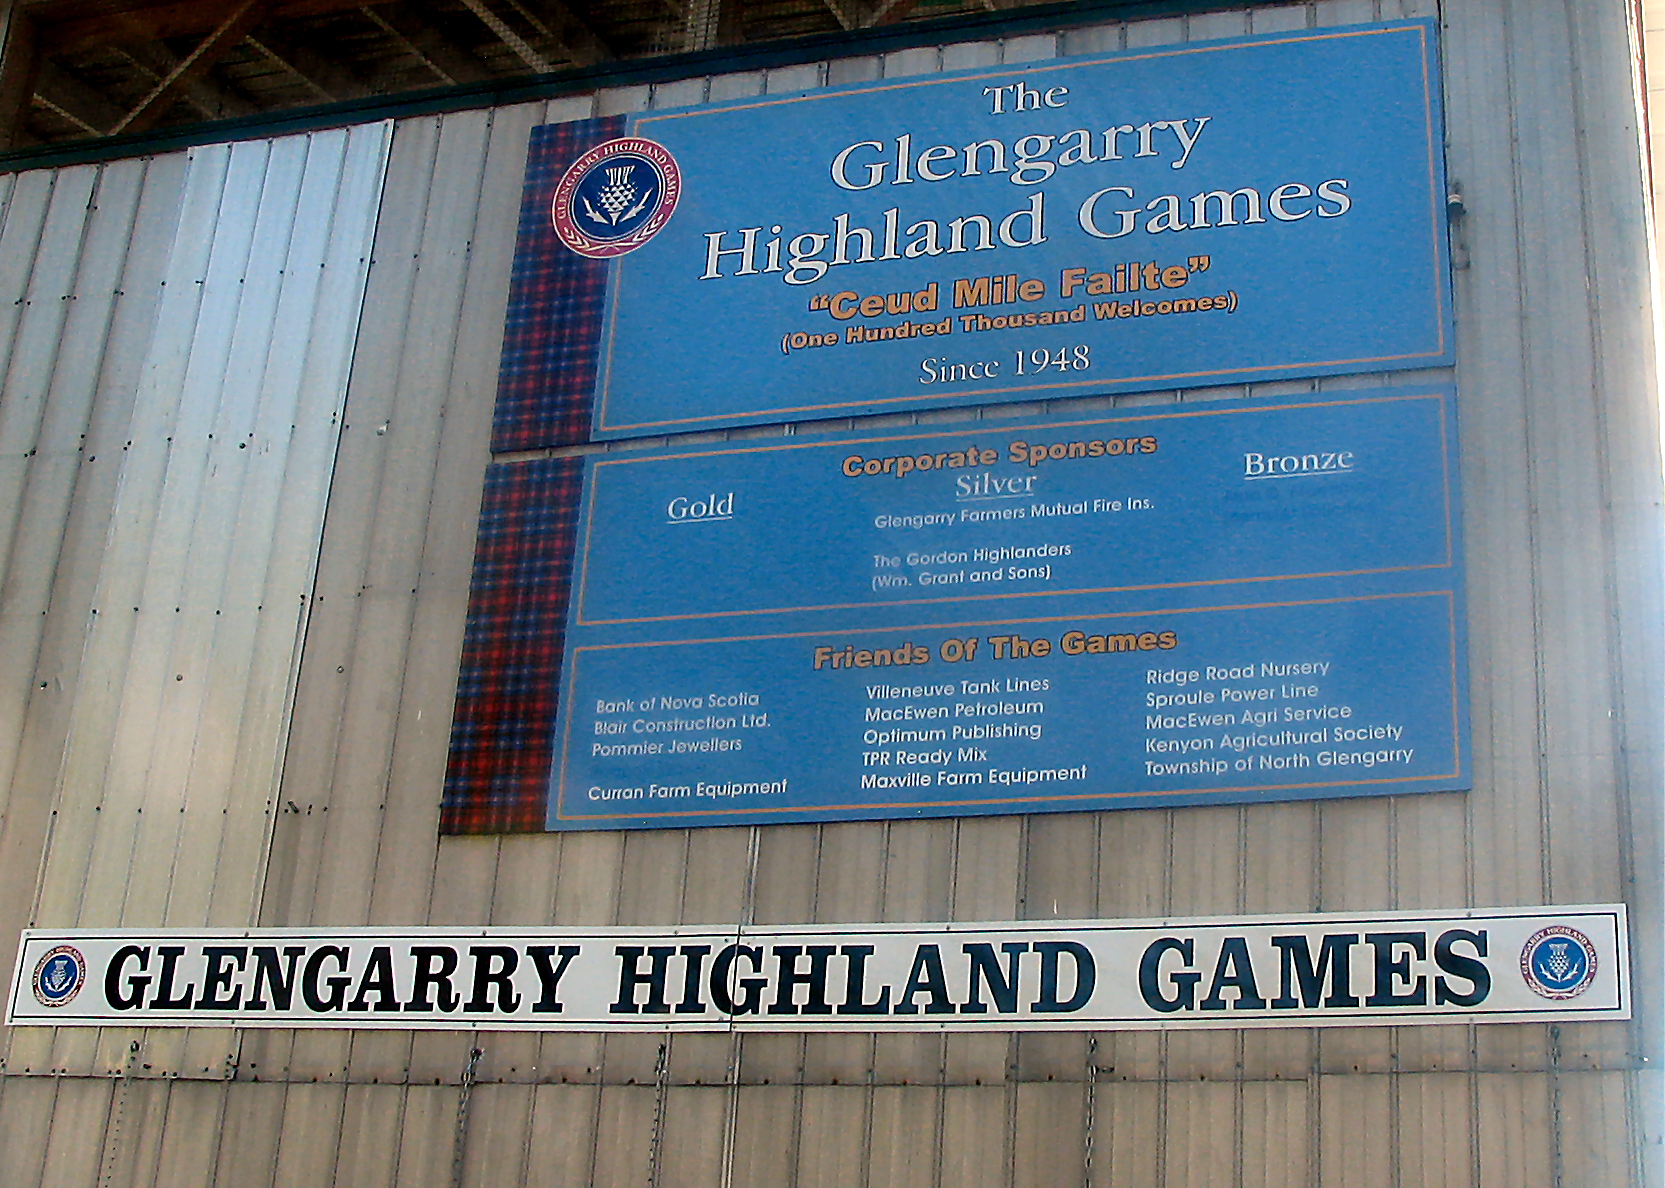 The
Glengarry
Highland Games
"Ceud Mile Failte"
(One Hundred Thousand Welcomes)
Since 1948
GLENGARRY HIGHLAND GAMES
Corporate Sponsors
Gold
Silver
Bronze
Glengarry Farmers Mutual Fire Ins.
The Gordon Highlanders
(Wm. Grant and Sons)
Friends Of The Games
Bank of Nova Scotia
Blair Construction Ltd.
Pommier Jewellers
Curran Farm Equipment
Villeneuve Tank Lines
MacEwen Petroleum
Optimum Publishing
TPR Ready Mix
Maxville Farm Equipment
Ridge Road Nursery
Sproule Power Line
MacEwen Agri Service
Kenyon Agricultural Society
Township of North Glengarry
GLENGARRY HIGHLAND GAMES